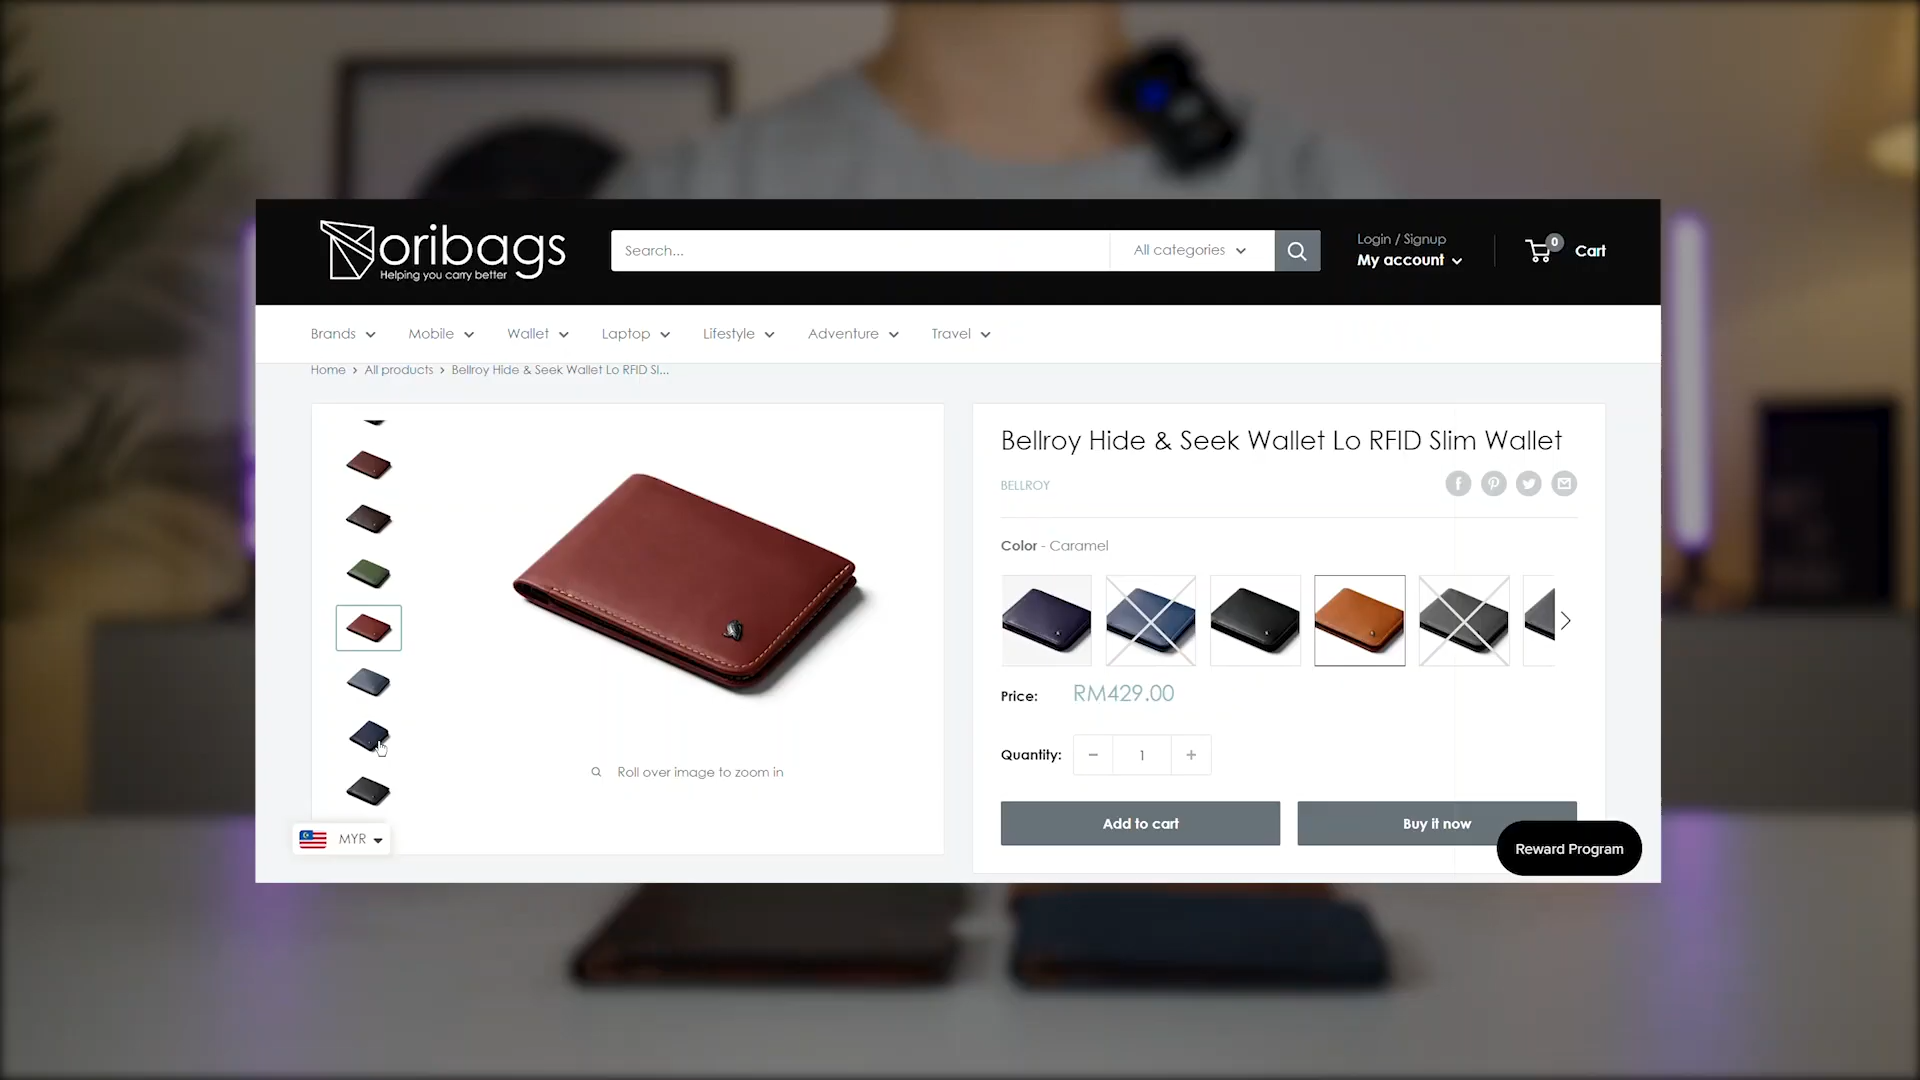 oribags
Helping you carry better
Search...
All categories
Login / Signup
My account
0
Cart
Brands
Mobile
Wallet
Laptop
Lifestyle
Adventure
Travel
Home > All products > Bellroy Hide & Seek Wallet Lo RFID Sl...
Bellroy Hide & Seek Wallet Lo RFID Slim Wallet
BELLROY
Color - Caramel
Price: RM429.00
Quantity: - 1 +
Roll over image to zoom in
Add to cart
Buy it now
MYR
Reward Program